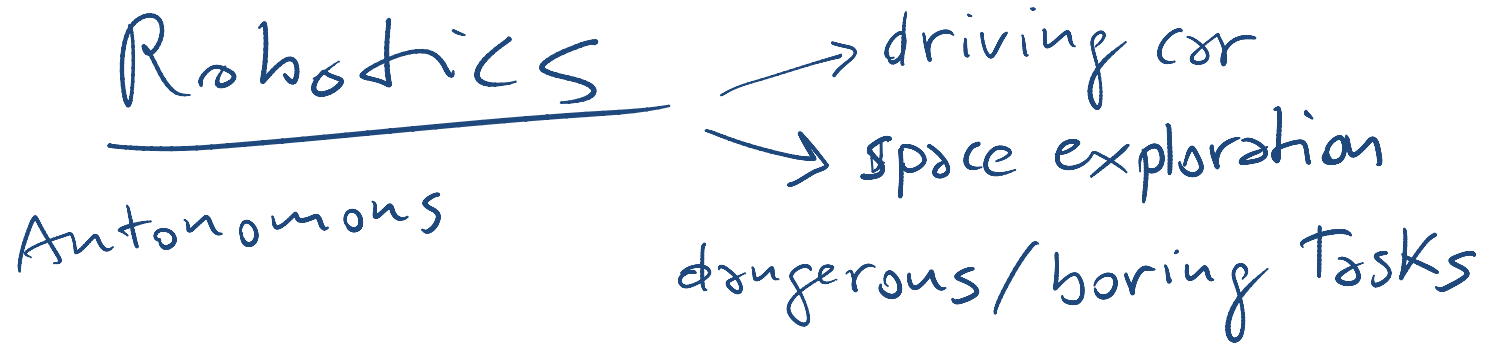 Robotics
Autonomous
→ driving car
→ space exploration
dangerous/boring Tasks